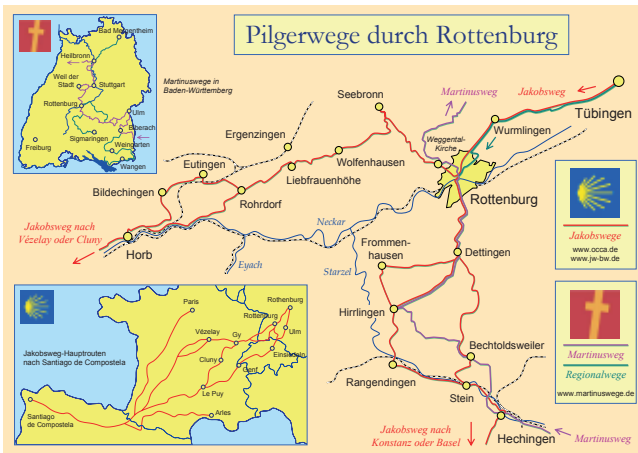 Pilgerwege durch Rottenburg
Bad Mergentheim
Heilbronn
Weil der
Stadt
Stuttgart
Rottenburg
Ulm
Biberach
Sigmaringen
Weingarten
Freiburg
Wangen
Martinuswege in
Baden-Württemberg
Seebronn
Martinusweg
Jakobsweg
Tübingen
Ergenzingen
Wurmlingen
Weggental-
Kirche
Wolfenhausen
Eutingen
Liebfrauenhöhe
Bildechingen
Rohrdorf
Rottenburg
Jakobsweg nach
Vézelay oder Cluny
Horb
Neckar
Eyach
Starzel
Frommen-
hausen
Dettingen
Jakobswege
www.occa.de
www.jw-bw.de
Hirrlingen
Bechtoldsweiler
Rangendingen
Stein
Hechingen
Jakobsweg nach
Konstanz oder Basel
Martinusweg
Martinusweg
Regionalwege
www.martinuswege.de
Jakobsweg-Hauptrouten
nach Santiago de Compostela
Paris
Rothenburg
Rottenburg
Vézelay
Gy
Ulm
Cluny
Einsiedeln
Genf
Le Puy
Arles
Santiago
de Compostela